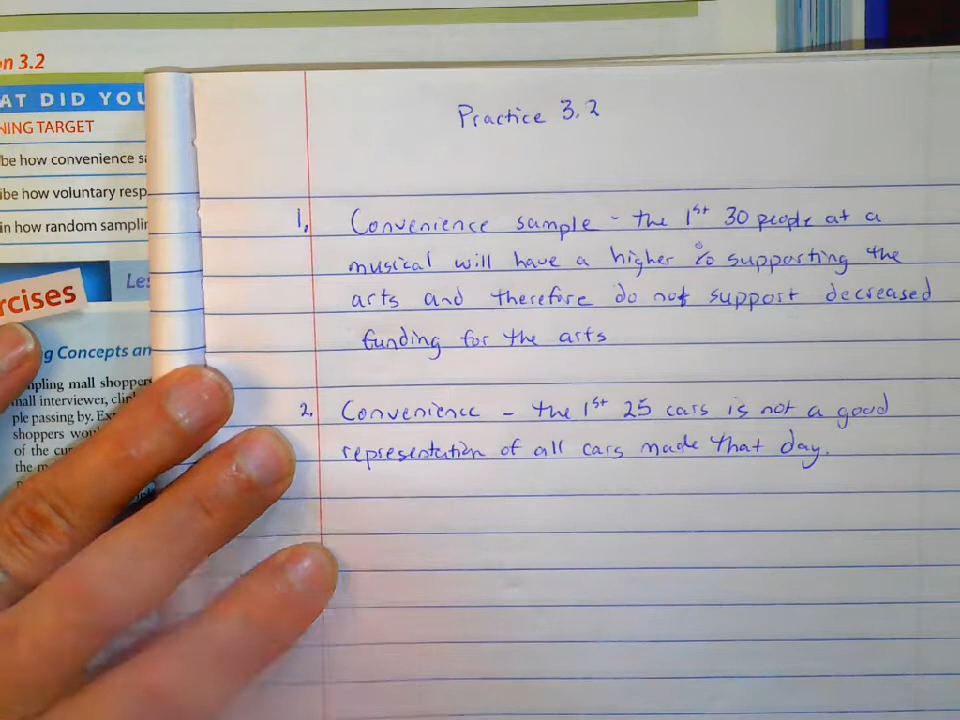 n 3.2
AT DID YOU
NING TARGET
be how convenience s
ibe how voluntary resp
in how random samplin
Les
rcises
g Concepts an
mpling mall shoppers
mall interviewer, clip
ple passing by. Ex
shoppers wou
of the cur
the m
Practice 3.2
1. Convenience sample - the 1st 30 people at a
musical will have a higher % supporting the
arts and therefore do not support decreased
funding for the arts
2. Convenience - the 1st 25 cars is not a good
representation of all cars made that day.